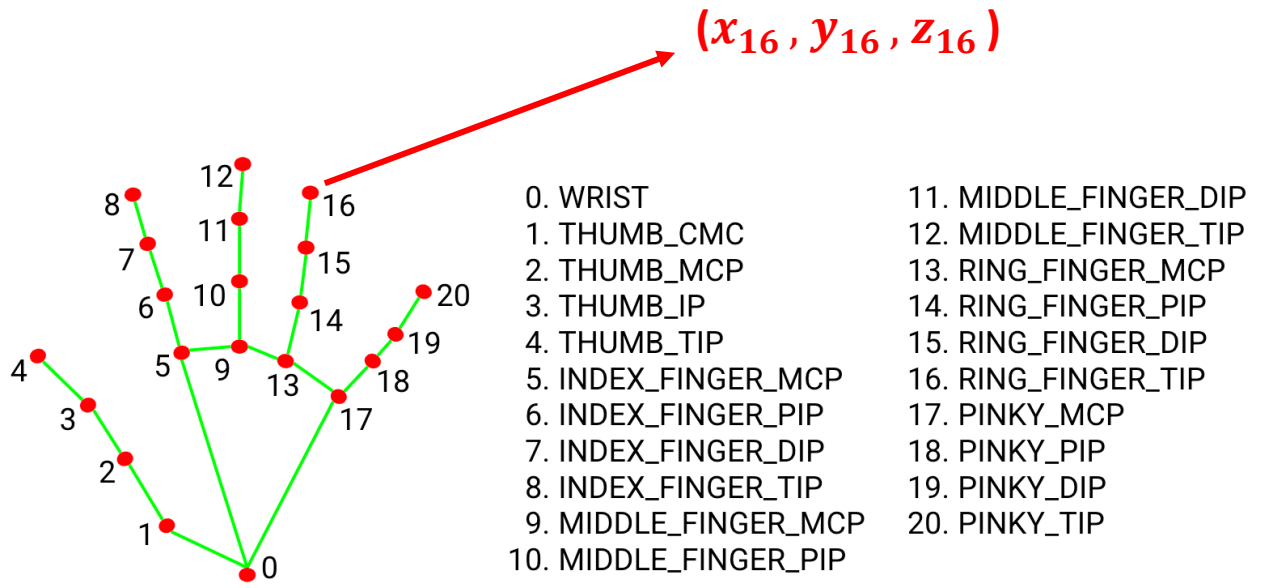 (x₁₆ , y₁₆ , z₁₆ )
12
8
16
11
7
15
10
6
20
14
19
4
5
9
13
18
3
17
2
1
0
0. WRIST
1. THUMB_CMC
2. THUMB_MCP
3. THUMB_IP
4. THUMB_TIP
5. INDEX_FINGER_MCP
6. INDEX_FINGER_PIP
7. INDEX_FINGER_DIP
8. INDEX_FINGER_TIP
9. MIDDLE_FINGER_MCP
10. MIDDLE_FINGER_PIP
11. MIDDLE_FINGER_DIP
12. MIDDLE_FINGER_TIP
13. RING_FINGER_MCP
14. RING_FINGER_PIP
15. RING_FINGER_DIP
16. RING_FINGER_TIP
17. PINKY_MCP
18. PINKY_PIP
19. PINKY_DIP
20. PINKY_TIP